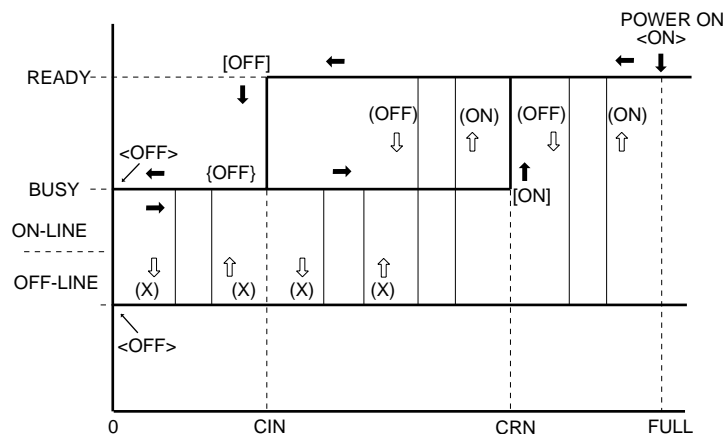 POWER ON
<ON>
[OFF]
READY
(OFF) (ON) (OFF) (ON)
<OFF>
{OFF}
BUSY
[ON]
ON-LINE
OFF-LINE
(X) (X) (X) (X)
<OFF>
0 CIN CRN FULL